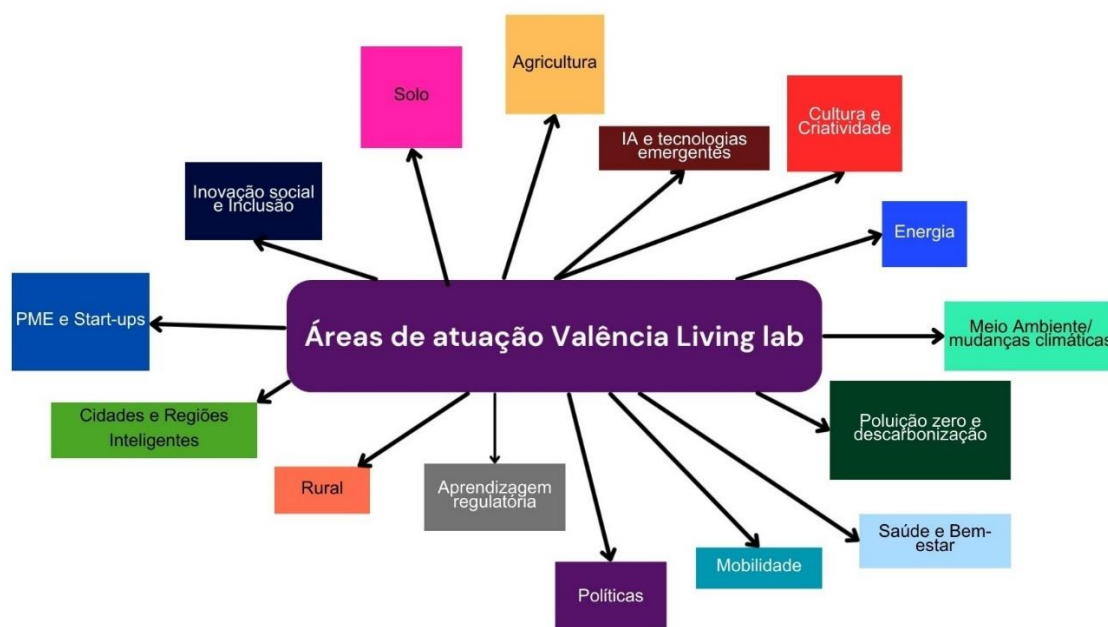 Agricultura
Solo
Cultura e
Criatividade
IA e tecnologias
emergentes
Inovação social
e Inclusão
Energia
PME e Start-ups
Áreas de atuação Valência Living lab
Meio Ambiente/
mudanças climáticas
Cidades e Regiões
Inteligentes
Poluição zero e
descarbonização
Rural
Aprendizagem
regulatória
Saúde e Bem-
estar
Mobilidade
Políticas